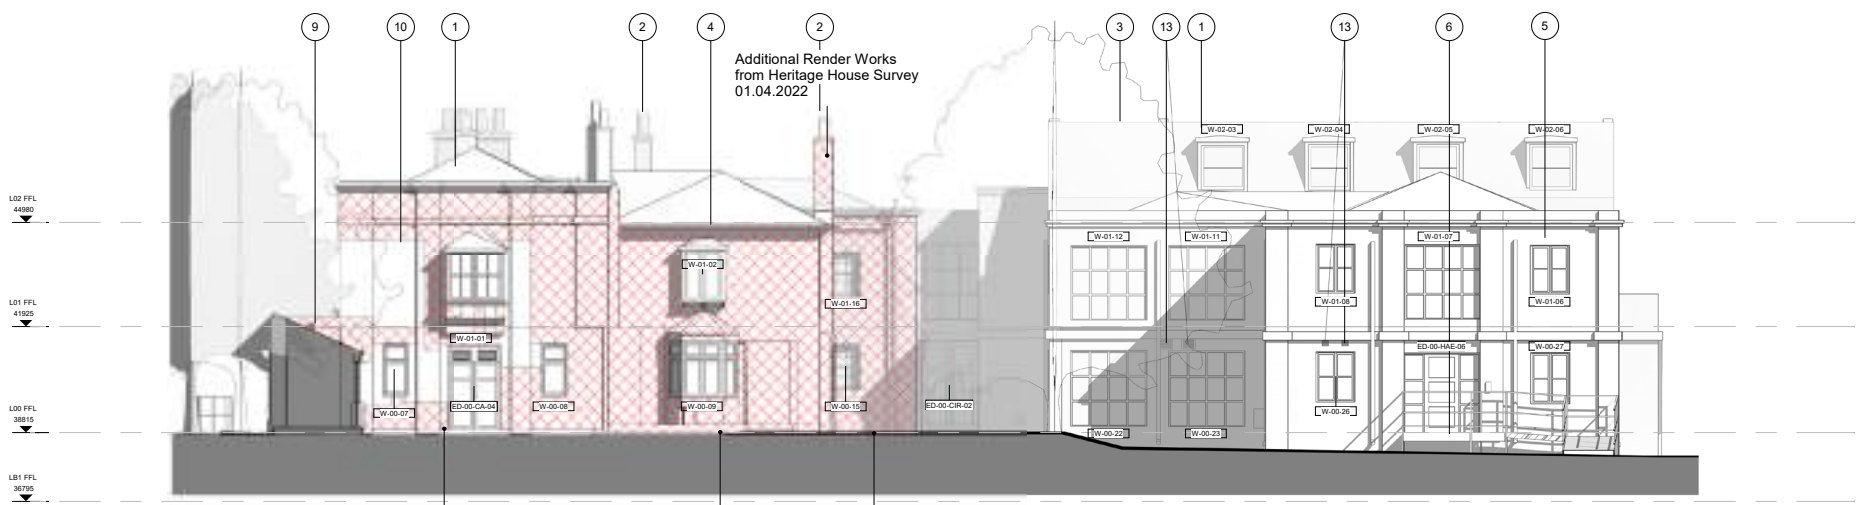 9
10
1
2
4
2
3
13
1
13
6
5
Additional Render Works
from Heritage House Survey
01.04.2022
W-02-03
W-02-04
W-02-05
W-02-06
L02 FFL
44980
W-01-12
W-01-11
W-01-07
W-01-02
W-01-16
W-01-08
W-01-06
L01 FFL
41925
W-01-01
ED-00-HAE-06
W-00-27
W-00-07
ED-00-CA-04
W-00-08
W-00-09
W-00-15
ED-00-CIR-02
W-00-26
L00 FFL
38815
W-00-22
W-00-23
LB1 FFL
36795